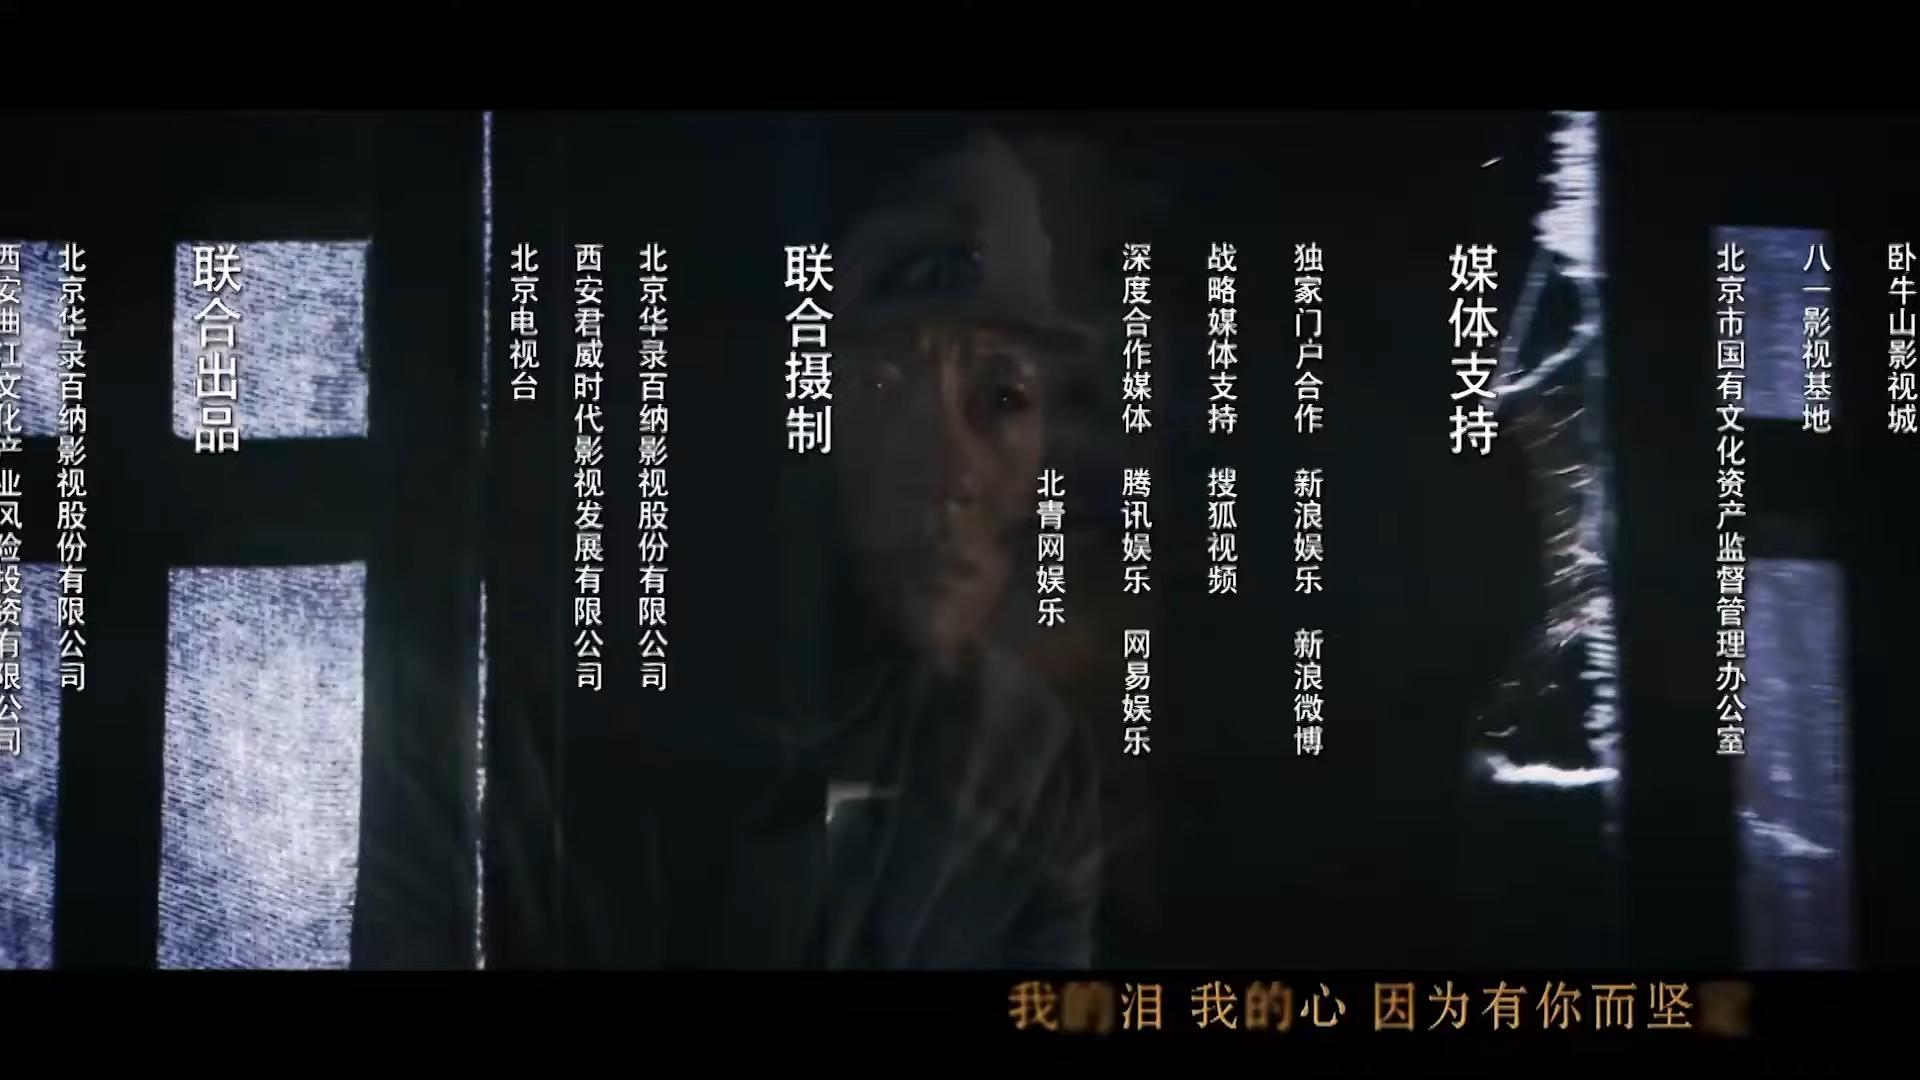 卧牛山影视城
八一影视基地
北京市国有文化资产监督管理办公室
媒体支持
独家门户合作 新浪娱乐 新浪微博
战略媒体支持 搜狐视频
深度合作媒体 腾讯娱乐 网易娱乐
北青网娱乐
联合摄制
北京华录百纳影视股份有限公司
西安君威时代影视发展有限公司
北京电视台
联合出品
北京华录百纳影视股份有限公司
西安曲江文化产业风险投资有限公司
我的泪 我的心 因为有你而坚